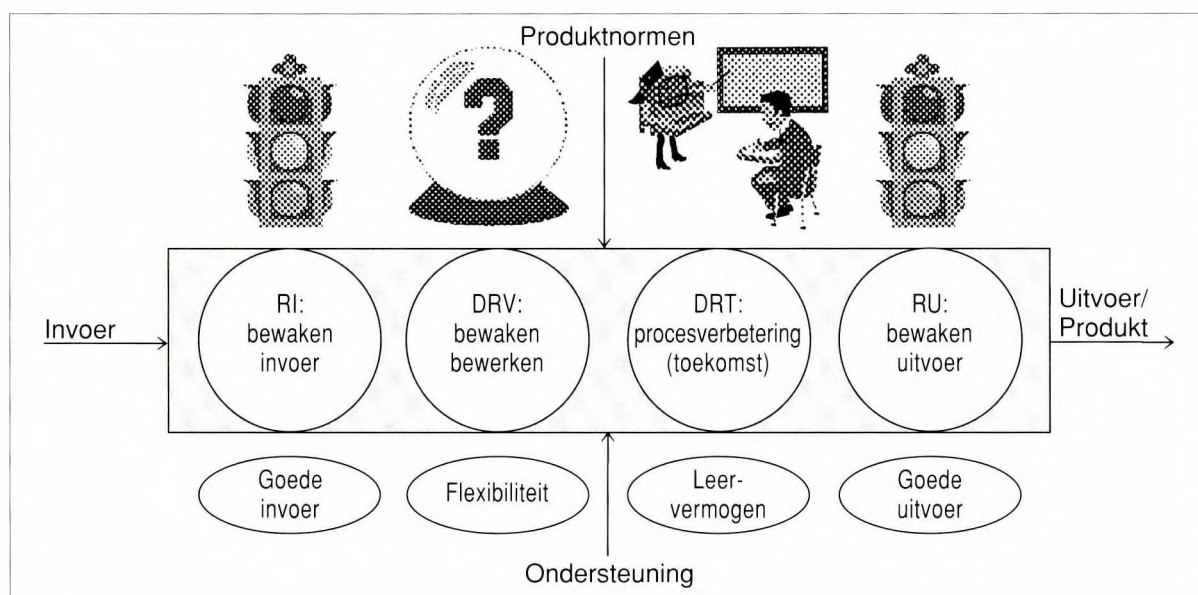 Produktnormen
?
Invoer
RI:
bewaken
invoer
DRV:
bewaken
bewerken
DRT:
procesverbetering
(toekomst)
RU:
bewaken
uitvoer
Uitvoer/
Produkt
Goede
invoer
Flexibiliteit
Leer-
vermogen
Goede
uitvoer
Ondersteuning